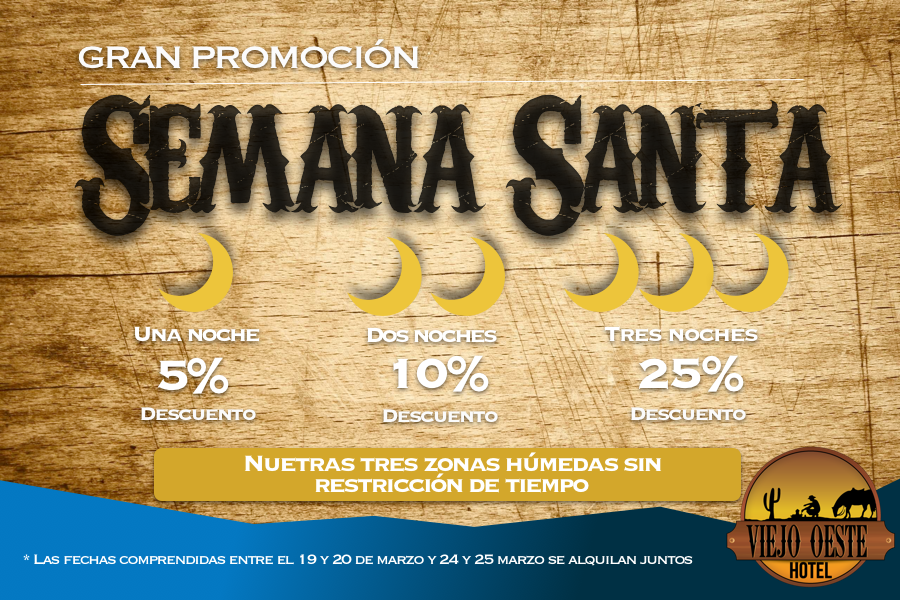 GRAN PROMOCIÓN
SEMANA SANTA
UNA NOCHE
5%
DESCUENTO
DOS NOCHES
10%
DESCUENTO
TRES NOCHES
25%
DESCUENTO
NUETRAS TRES ZONAS HÚMEDAS SIN
RESTRICCIÓN DE TIEMPO
* LAS FECHAS COMPRENDIDAS ENTRE EL 19 Y 20 DE MARZO Y 24 Y 25 MARZO SE ALQUILAN JUNTOS
VIEJO OESTE
HOTEL